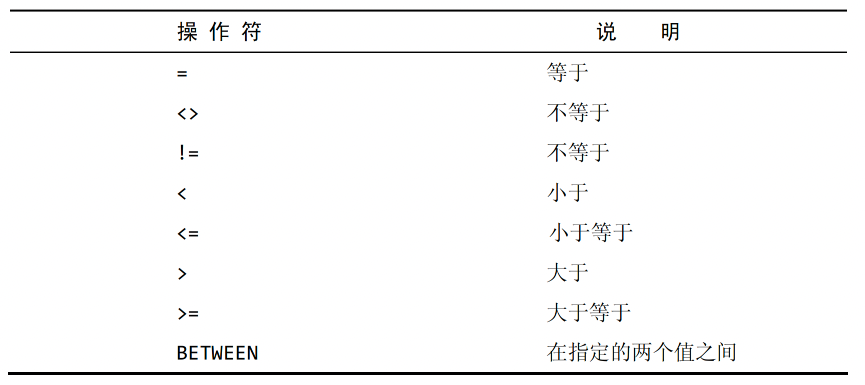 操作符 说 明
= 等于
<> 不等于
!= 不等于
< 小于
<= 小于等于
> 大于
>= 大于等于
BETWEEN 在指定的两个值之间